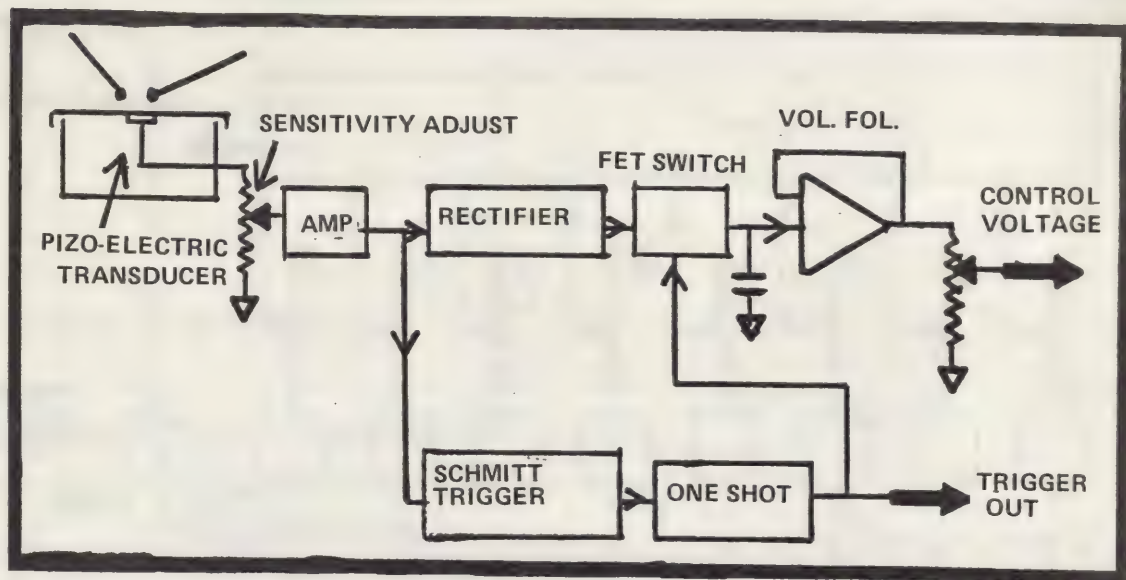 SENSITIVITY ADJUST
PIZO-ELECTRIC
TRANSDUCER
AMP
RECTIFIER
FET SWITCH
VOL. FOL.
CONTROL
VOLTAGE
SCHMITT
TRIGGER
ONE SHOT
TRIGGER
OUT